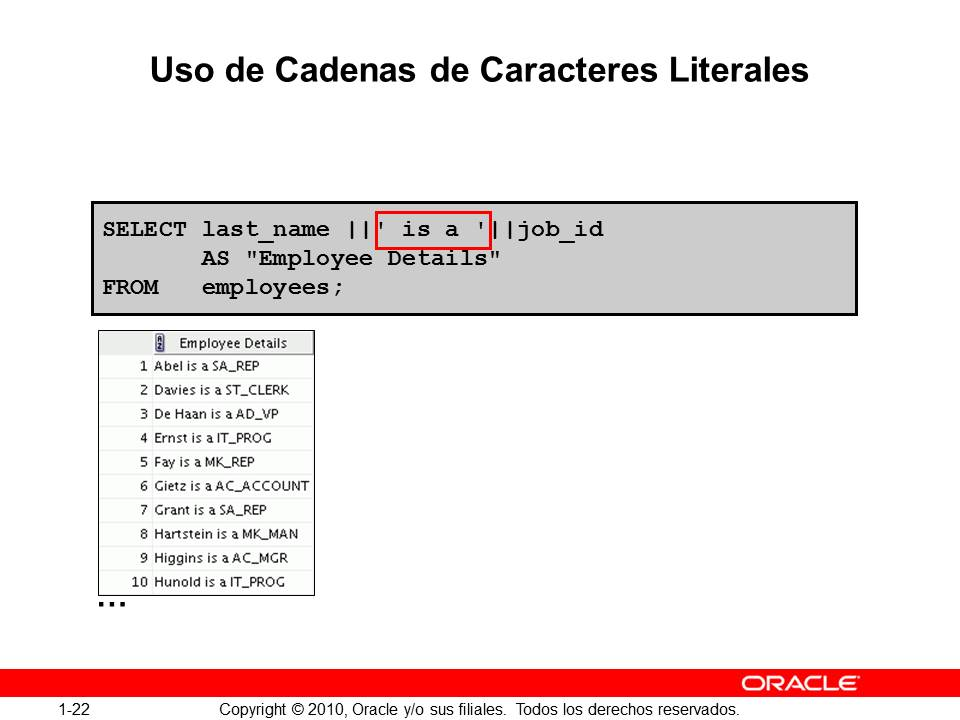 Uso de Cadenas de Caracteres Literales
SELECT last_name ||' is a '||job_id
AS "Employee Details"
FROM employees;
Employee Details
1 Abel is a SA_REP
2 Davies is a ST_CLERK
3 De Haan is a AD_VP
4 Ernst is a IT_PROG
5 Fay is a MK_REP
6 Gietz is a AC_ACCOUNT
7 Grant is a SA_REP
8 Hartstein is a MK_MAN
9 Higgins is a AC_MGR
10 Hunold is a IT_PROG
…
ORACLE
1-22 Copyright © 2010, Oracle y/o sus filiales. Todos los derechos reservados.